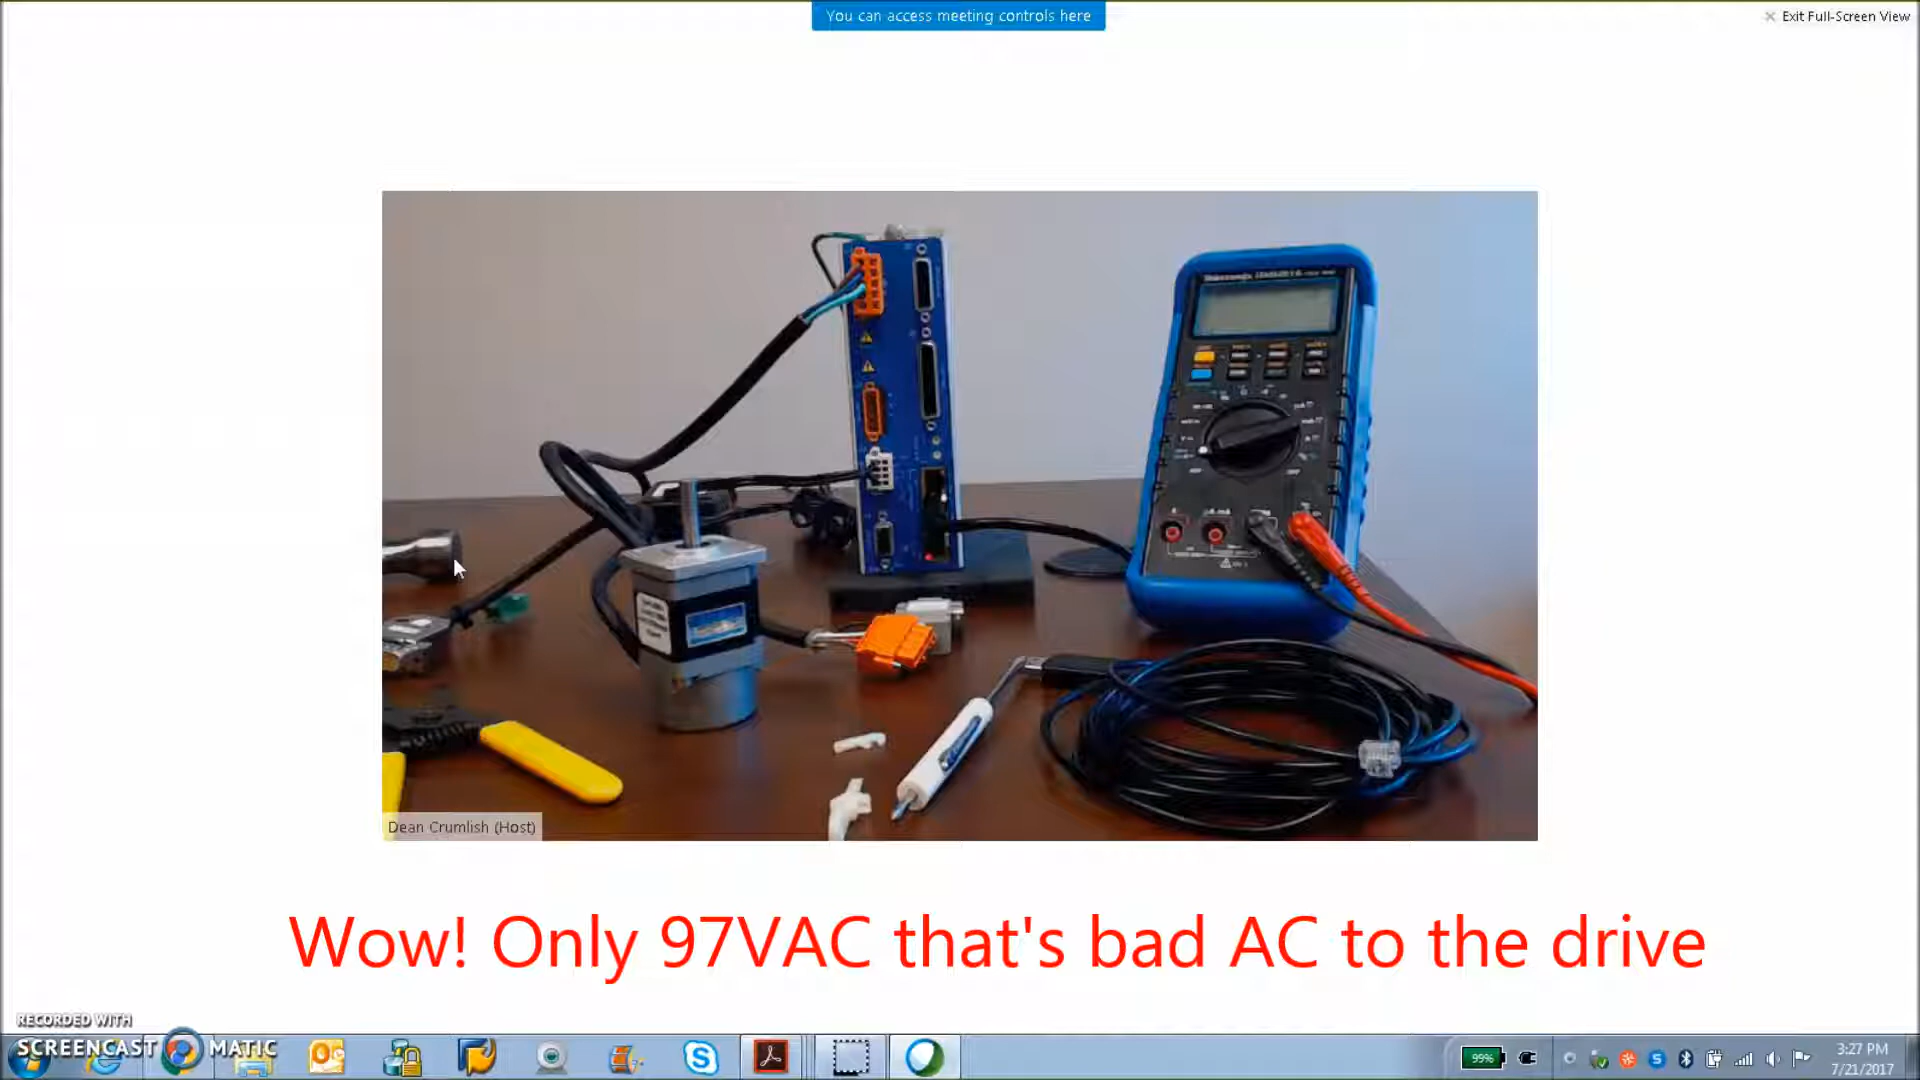 You can access meeting controls here
Exit Full-Screen View
Dean Crumlish (Host)
Wow! Only 97VAC that's bad AC to the drive
RECORDED WITH
SCREENCAST MATIC
99%
3:27 PM
7/21/2017